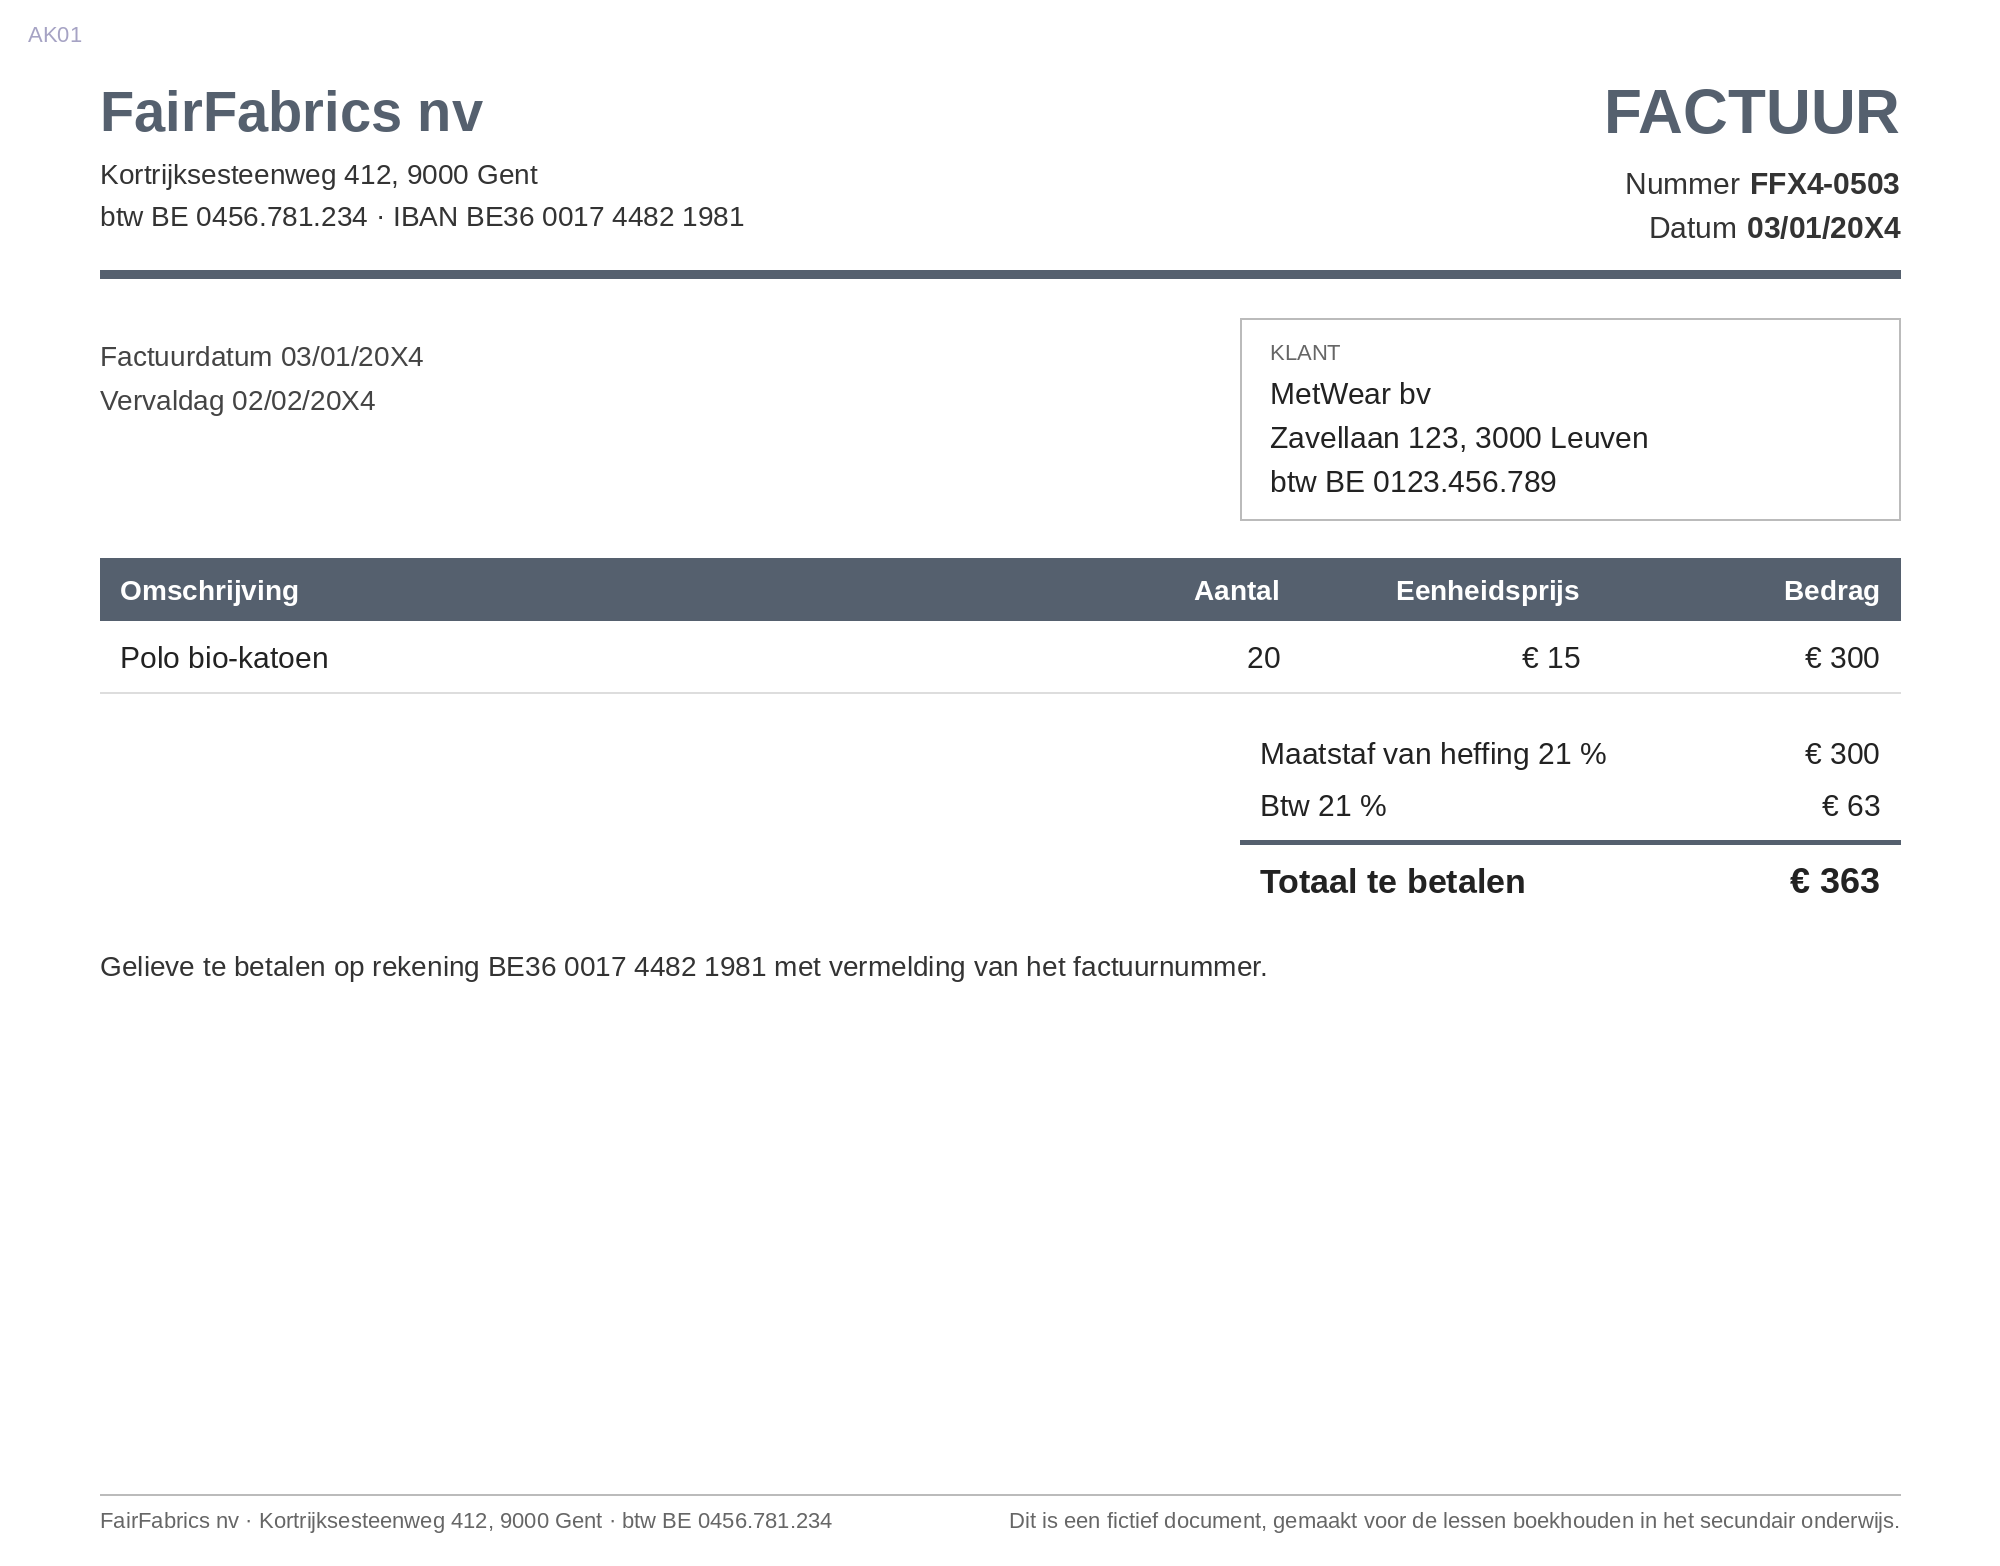 AK01
FairFabrics nv
FACTUUR
Kortrijksesteenweg 412, 9000 Gent
btw BE 0456.781.234 · IBAN BE36 0017 4482 1981
Nummer FFX4-0503
Datum 03/01/20X4
Factuurdatum 03/01/20X4
Vervaldag 02/02/20X4
KLANT
MetWear bv
Zavellaan 123, 3000 Leuven
btw BE 0123.456.789
Omschrijving Aantal Eenheidsprijs Bedrag
Polo bio-katoen 20 € 15 € 300
Maatstaf van heffing 21 % € 300
Btw 21 % € 63
Totaal te betalen € 363
Gelieve te betalen op rekening BE36 0017 4482 1981 met vermelding van het factuurnummer.
FairFabrics nv · Kortrijksesteenweg 412, 9000 Gent · btw BE 0456.781.234
Dit is een fictief document, gemaakt voor de lessen boekhouden in het secundair onderwijs.